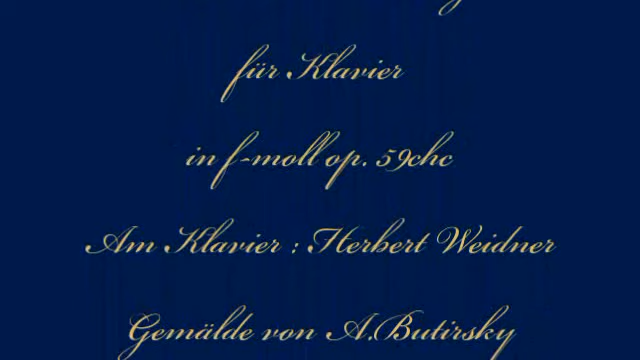 für Klavier
in f-moll op. 59chc
Am Klavier : Herbert Weidner
Gemälde von A.Butirsky